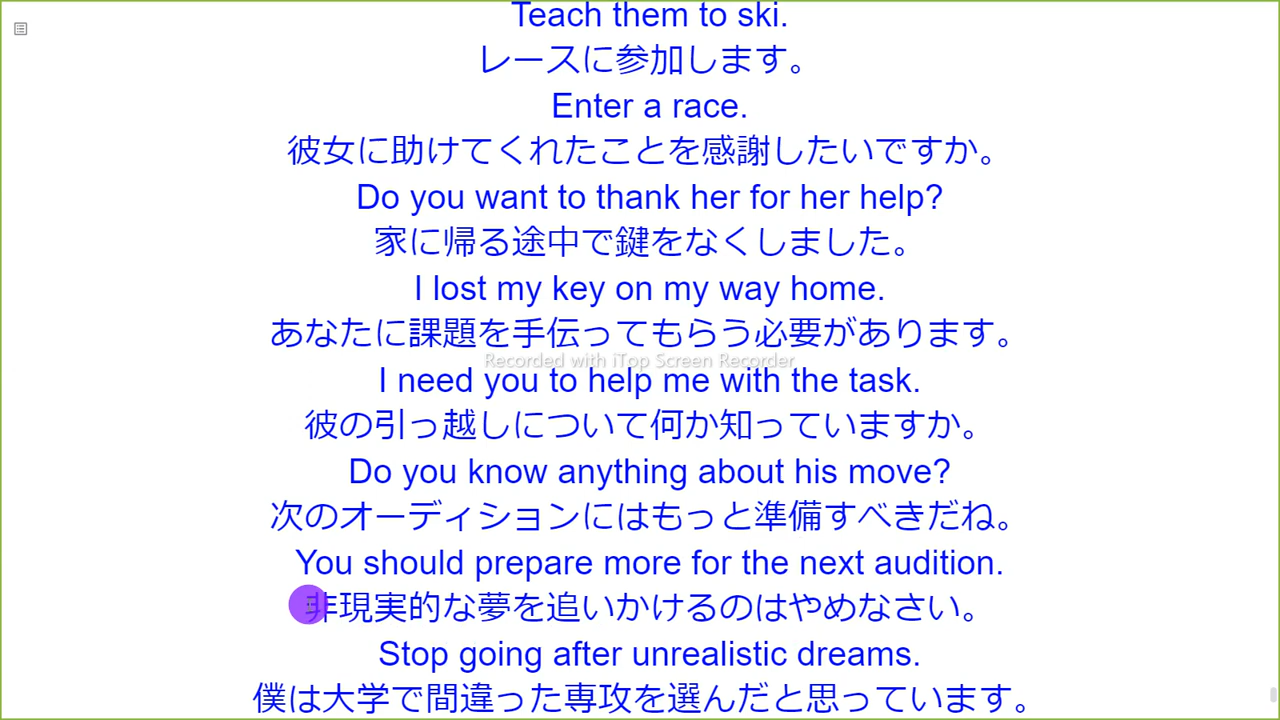 Teach them to ski.
レースに参加します。
Enter a race.
彼女に助けてくれたことを感謝したいですか。
Do you want to thank her for her help?
家に帰る途中で鍵をなくしました。
I lost my key on my way home.
あなたに課題を手伝ってもらう必要があります。
Recorded with iTop Screen Recorder
I need you to help me with the task.
彼の引っ越しについて何か知っていますか。
Do you know anything about his move?
次のオーディションにはもっと準備すべきだね。
You should prepare more for the next audition.
非現実的な夢を追いかけるのはやめなさい。
Stop going after unrealistic dreams.
僕は大学で間違った専攻を選んだと思っています。